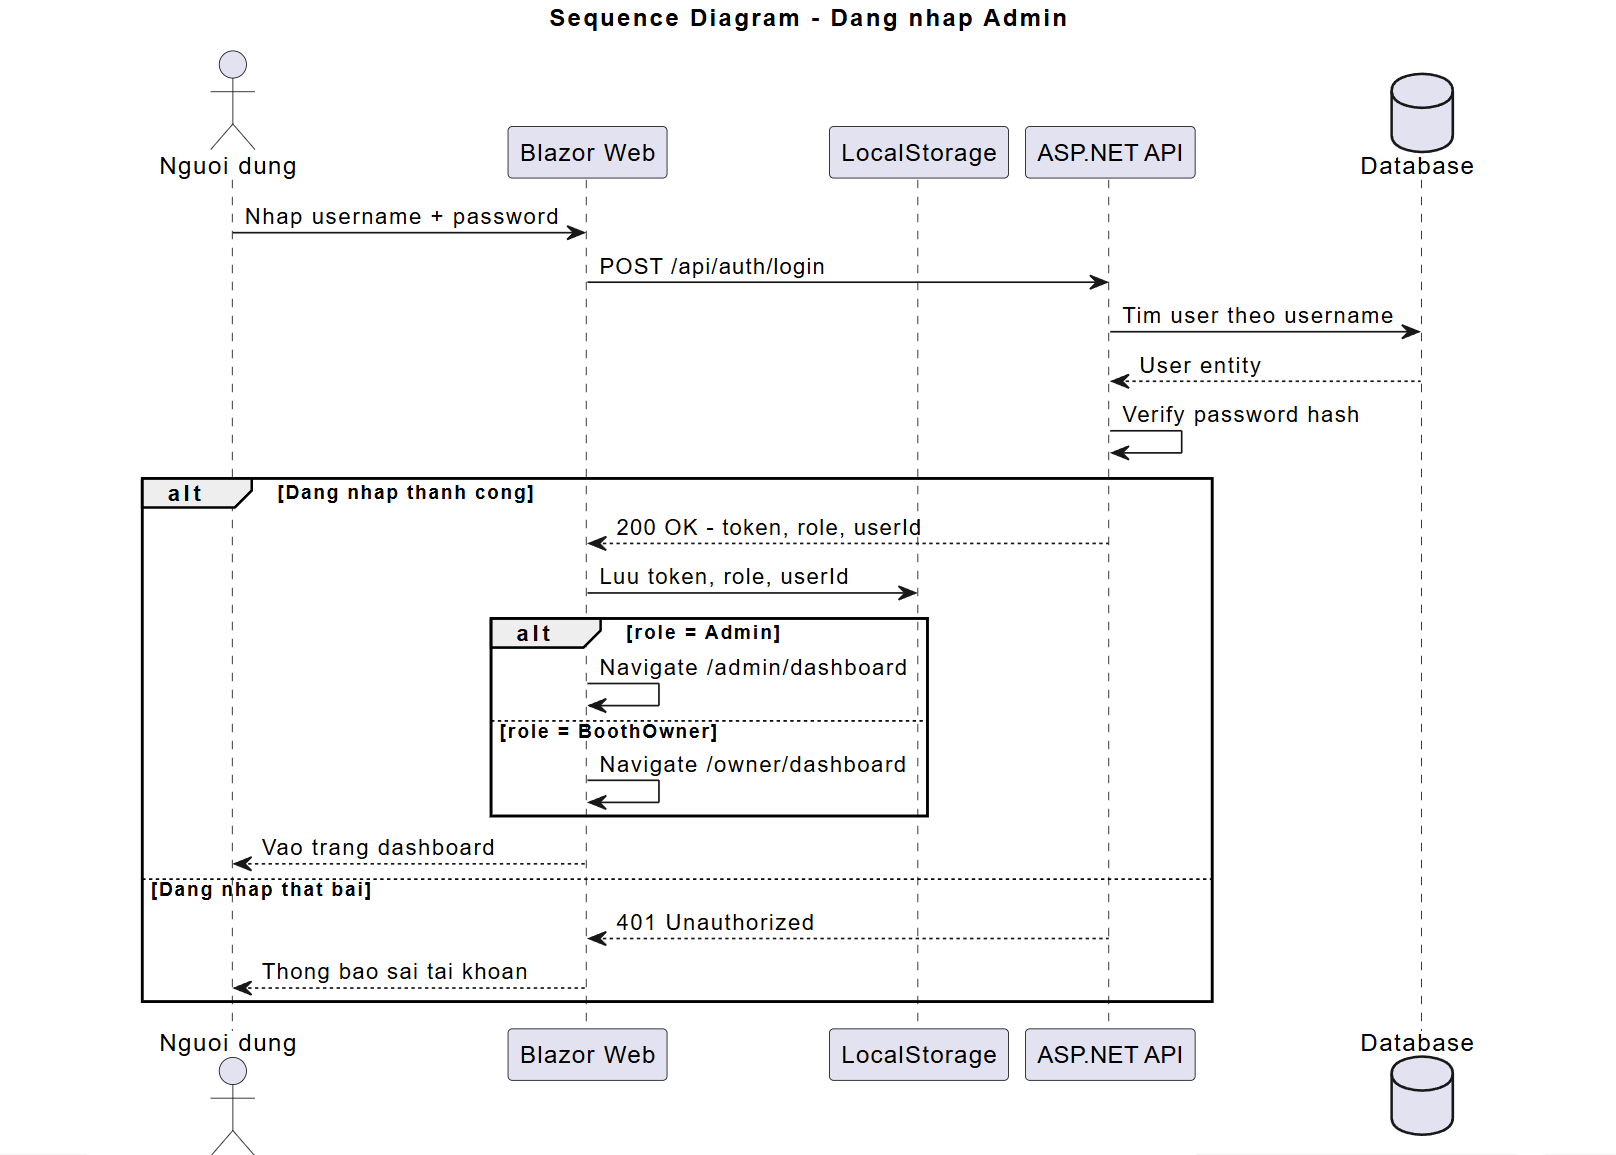 Sequence Diagram - Dang nhap Admin
Nguoi dung
Blazor Web
LocalStorage
ASP.NET API
Database
Nhap username + password
POST /api/auth/login
Tim user theo username
User entity
Verify password hash
alt
[Dang nhap thanh cong]
200 OK - token, role, userId
Luu token, role, userId
alt
[role = Admin]
Navigate /admin/dashboard
[role = BoothOwner]
Navigate /owner/dashboard
Vao trang dashboard
[Dang nhap that bai]
401 Unauthorized
Thong bao sai tai khoan
Nguoi dung
Blazor Web
LocalStorage
ASP.NET API
Database